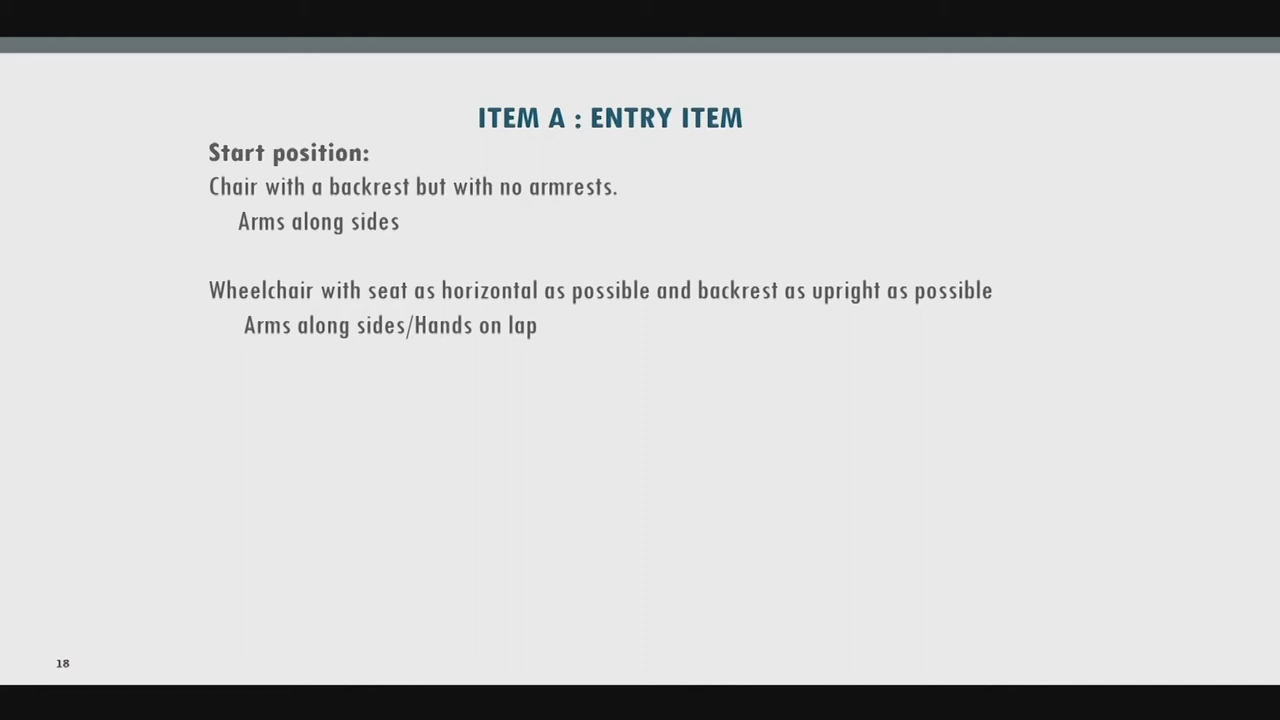 ITEM A : ENTRY ITEM
Start position:
Chair with a backrest but with no armrests.
Arms along sides
Wheelchair with seat as horizontal as possible and backrest as upright as possible
Arms along sides/Hands on lap
18